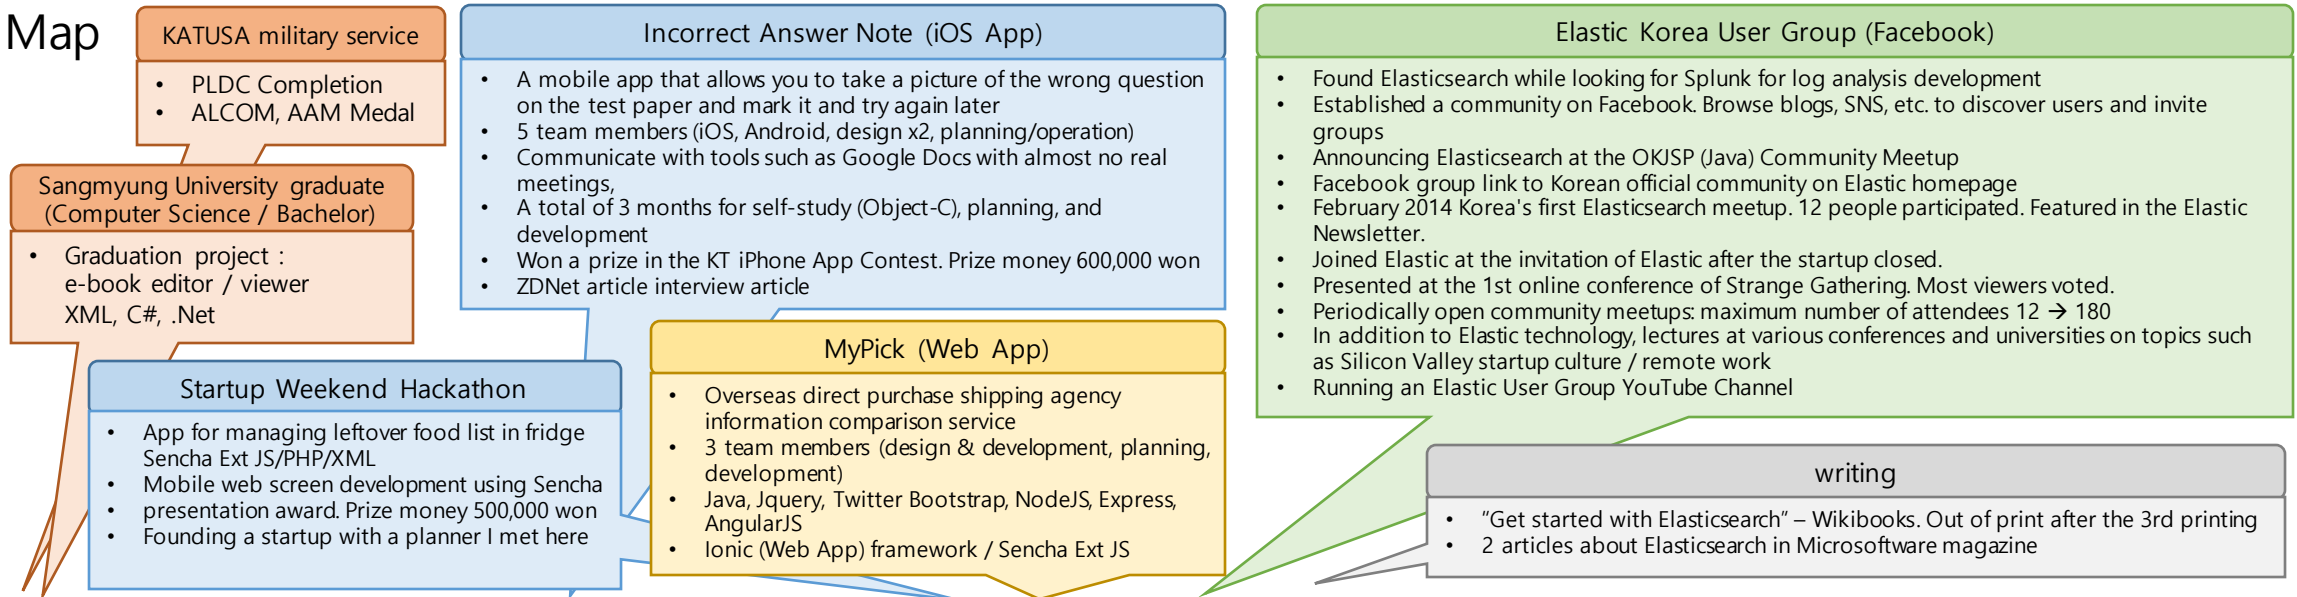 Map
KATUSA military service
• PLDC Completion
• ALCOM, AAM Medal
Sangmyung University graduate
(Computer Science / Bachelor)
• Graduation project :
e-book editor / viewer
XML, C#, .Net
Incorrect Answer Note (iOS App)
• A mobile app that allows you to take a picture of the wrong question
on the test paper and mark it and try again later
• 5 team members (iOS, Android, design x2, planning/operation)
• Communicate with tools such as Google Docs with almost no real
meetings,
• A total of 3 months for self-study (Object-C), planning, and
development
• Won a prize in the KT iPhone App Contest. Prize money 600,000 won
• ZDNet article interview article
Startup Weekend Hackathon
• App for managing leftover food list in fridge
Sencha Ext JS/PHP/XML
• Mobile web screen development using Sencha
• presentation award. Prize money 500,000 won
• Founding a startup with a planner I met here
MyPick (Web App)
• Overseas direct purchase shipping agency
information comparison service
• 3 team members (design & development, planning,
development)
• Java, Jquery, Twitter Bootstrap, NodeJS, Express,
AngularJS
• Ionic (Web App) framework / Sencha Ext JS
Elastic Korea User Group (Facebook)
• Found Elasticsearch while looking for Splunk for log analysis development
• Established a community on Facebook. Browse blogs, SNS, etc. to discover users and invite
groups
• Announcing Elasticsearch at the OKJSP (Java) Community Meetup
• Facebook group link to Korean official community on Elastic homepage
• February 2014 Korea's first Elasticsearch meetup. 12 people participated. Featured in the Elastic
Newsletter.
• Joined Elastic at the invitation of Elastic after the startup closed.
• Presented at the 1st online conference of Strange Gathering. Most viewers voted.
• Periodically open community meetups: maximum number of attendees 12 → 180
• In addition to Elastic technology, lectures at various conferences and universities on topics such
as Silicon Valley startup culture / remote work
• Running an Elastic User Group YouTube Channel
writing
• “Get started with Elasticsearch” – Wikibooks. Out of print after the 3rd printing
• 2 articles about Elasticsearch in Microsoftware magazine